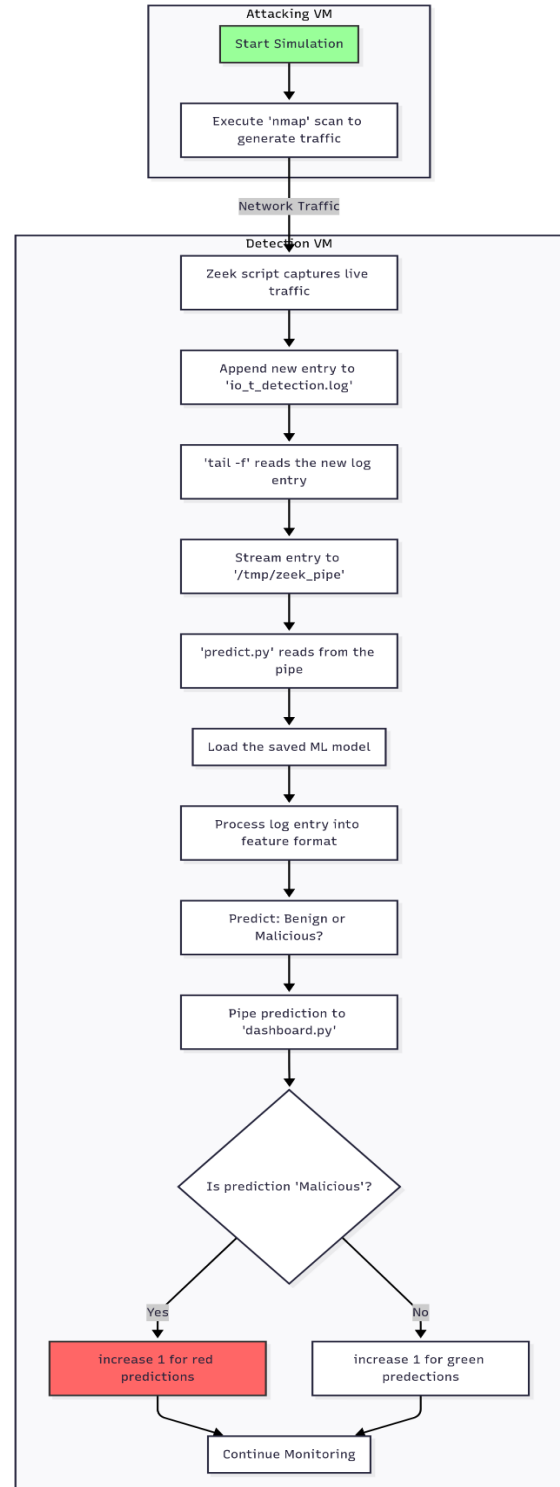 Attacking VM
Start Simulation
Execute 'nmap' scan to
generate traffic
Network Traffic
Detection VM
Zeek script captures live
traffic
Append new entry to
'io_t_detection.log'
'tail -f' reads the new log
entry
Stream entry to
'/tmp/zeek_pipe'
'predict.py' reads from the
pipe
Load the saved ML model
Process log entry into
feature format
Predict: Benign or
Malicious?
Pipe prediction to
'dashboard.py'
Is prediction 'Malicious'?
Yes
No
increase 1 for red
predictions
increase 1 for green
predections
Continue Monitoring